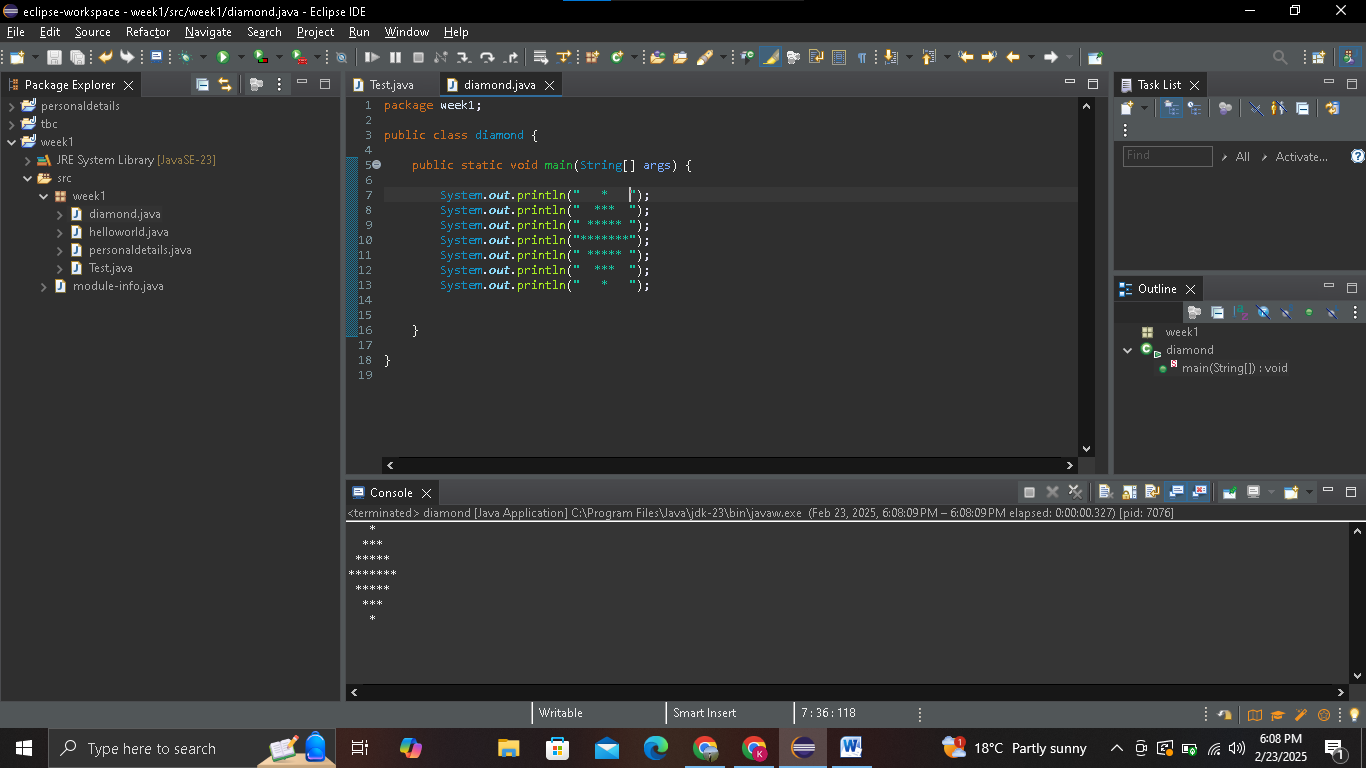 eclipse-workspace - week1/src/week1/diamond.java - Eclipse IDE
File Edit Source Refactor Navigate Search Project Run Window Help
Package Explorer
personaldetails
tbc
week1
JRE System Library [JavaSE-23]
src
week1
diamond.java
helloworld.java
personaldetails.java
Test.java
module-info.java
Test.java diamond.java
1 package week1;
2
3 public class diamond {
4
5     public static void main(String[] args) {
6
7         System.out.println("   *   ");
8         System.out.println("  ***  ");
9         System.out.println(" ***** ");
10         System.out.println("*******");
11         System.out.println(" ***** ");
12         System.out.println("  ***  ");
13         System.out.println("   *   ");
14
15
16     }
17
18 }
19
Task List
Find All Activate...
Outline
week1
diamond
main(String[]) : void
Console
<terminated> diamond [Java Application] C:\Program Files\Java\jdk-23\bin\javaw.exe (Feb 23, 2025, 6:08:09 PM – 6:08:09 PM elapsed: 0:00:00.327) [pid: 7076]
   *
  ***
 *****
*******
 *****
  ***
   *
Writable Smart Insert 7 : 36 : 118
Type here to search
18°C Partly sunny
6:08 PM
2/23/2025
1